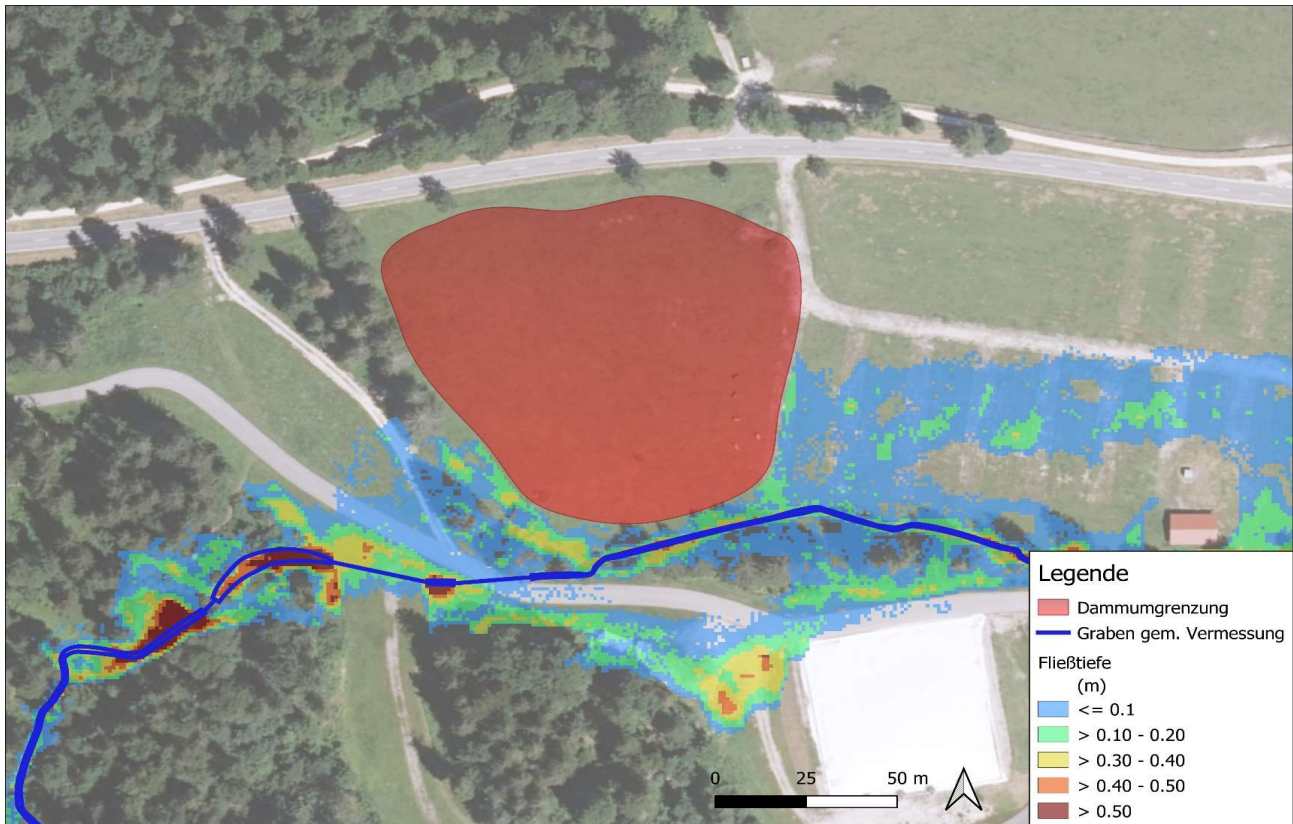 Legende
Dammumgrenzung
Graben gem. Vermessung
Fließtiefe
(m)
<= 0.1
> 0.10 - 0.20
> 0.30 - 0.40
> 0.40 - 0.50
> 0.50
0 25 50 m